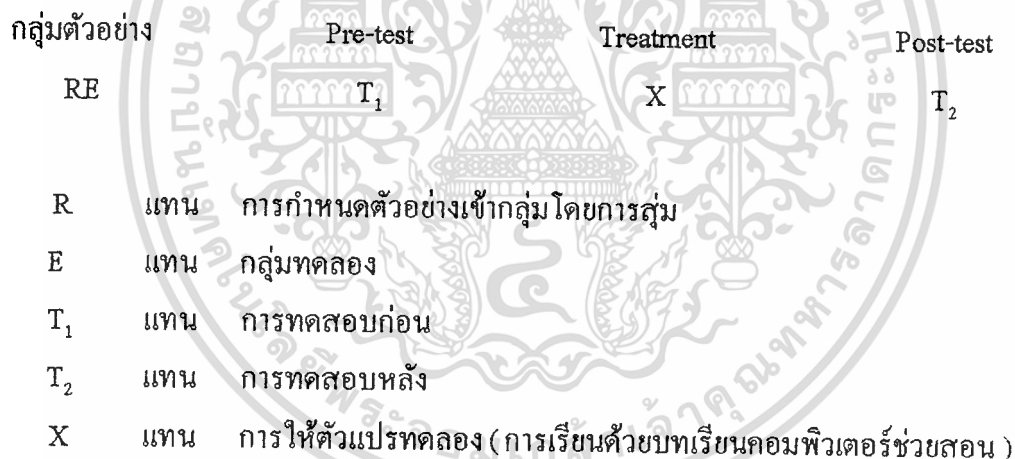 กลุ่มตัวอย่าง Pre-test Treatment Post-test
RE T₁ X T₂
R แทน การกำหนดตัวอย่างเข้ากลุ่มโดยการสุ่ม
E แทน กลุ่มทดลอง
T₁ แทน การทดสอบก่อน
T₂ แทน การทดสอบหลัง
X แทน การให้ตัวแปรทดลอง ( การเรียนด้วยบทเรียนคอมพิวเตอร์ช่วยสอน )